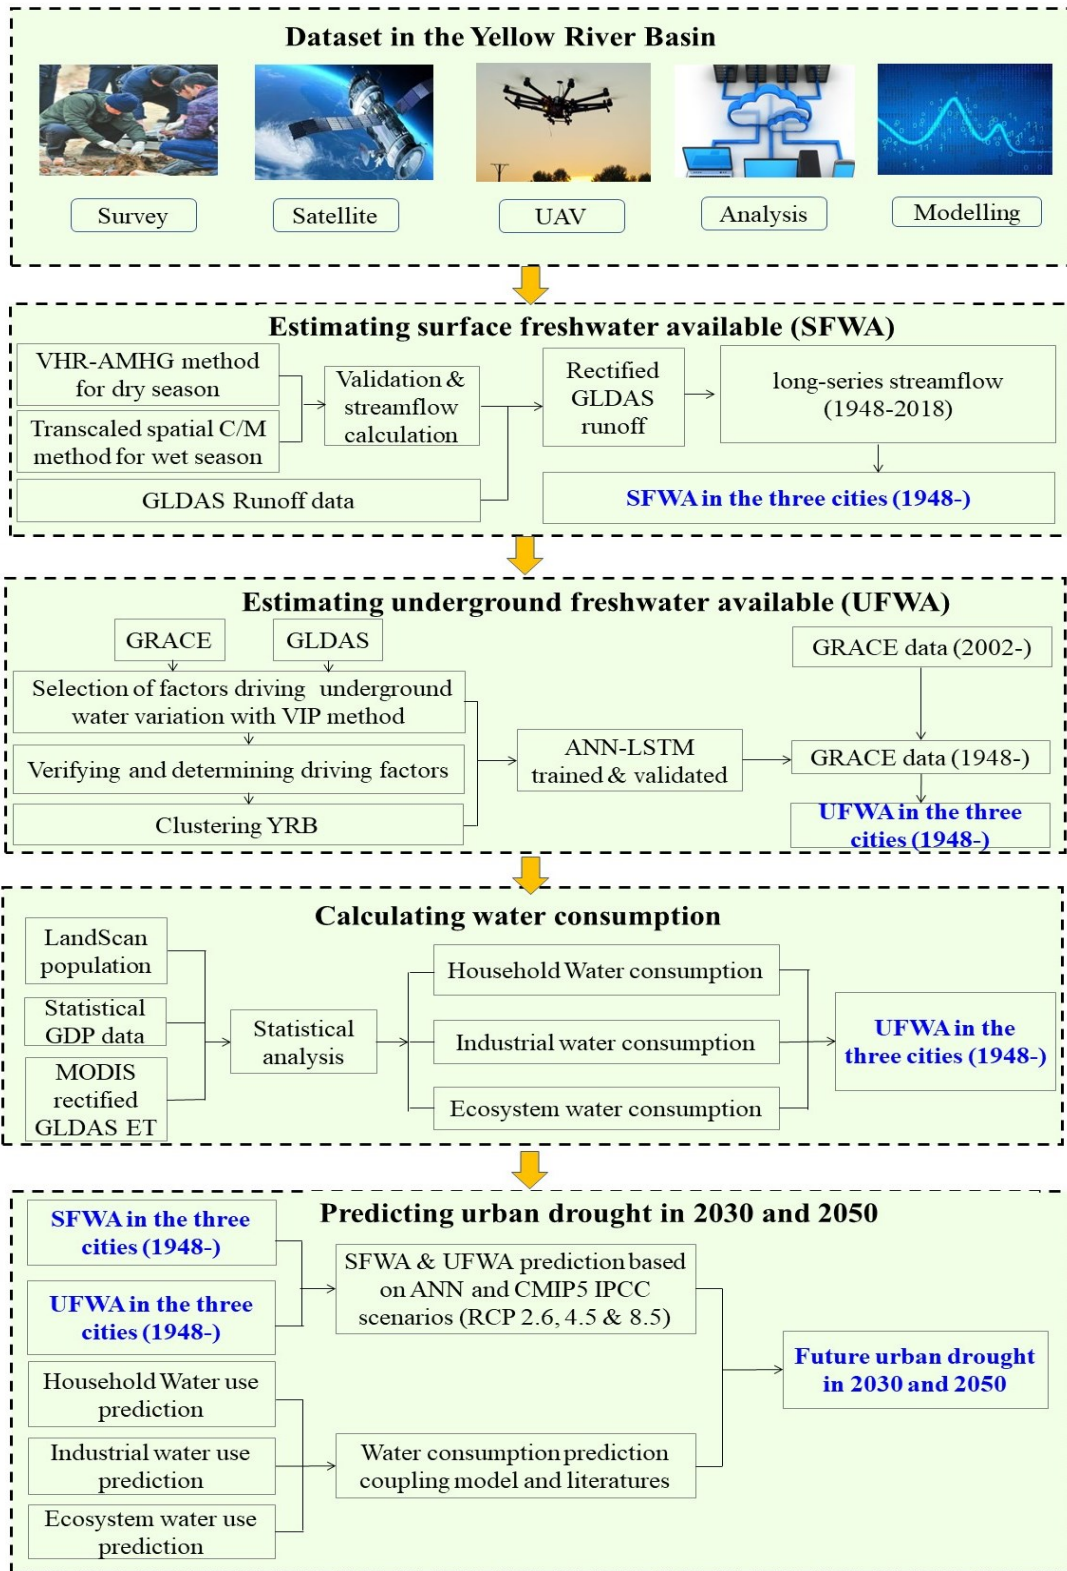 Dataset in the Yellow River Basin
Survey
Satellite
UAV
Analysis
Modelling
Estimating surface freshwater available (SFWA)
VHR-AMHG method
for dry season
Transcaled spatial C/M
method for wet season
GLDAS Runoff data
Validation &
streamflow
calculation
Rectified
GLDAS
runoff
long-series streamflow
(1948-2018)
SFWA in the three cities (1948-)
Estimating underground freshwater available (UFWA)
GRACE
GLDAS
Selection of factors driving underground
water variation with VIP method
Verifying and determining driving factors
Clustering YRB
ANN-LSTM
trained & validated
GRACE data (2002-)
GRACE data (1948-)
UFWA in the three
cities (1948-)
Calculating water consumption
LandScan
population
Statistical
GDP data
MODIS
rectified
GLDAS ET
Statistical
analysis
Household Water consumption
Industrial water consumption
Ecosystem water consumption
UFWA in the
three cities (1948-)
Predicting urban drought in 2030 and 2050
SFWA in the three
cities (1948-)
UFWA in the three
cities (1948-)
Household Water use
prediction
Industrial water use
prediction
Ecosystem water use
prediction
SFWA & UFWA prediction based
on ANN and CMIP5 IPCC
scenarios (RCP 2.6, 4.5 & 8.5)
Water consumption prediction
coupling model and literatures
Future urban drought
in 2030 and 2050